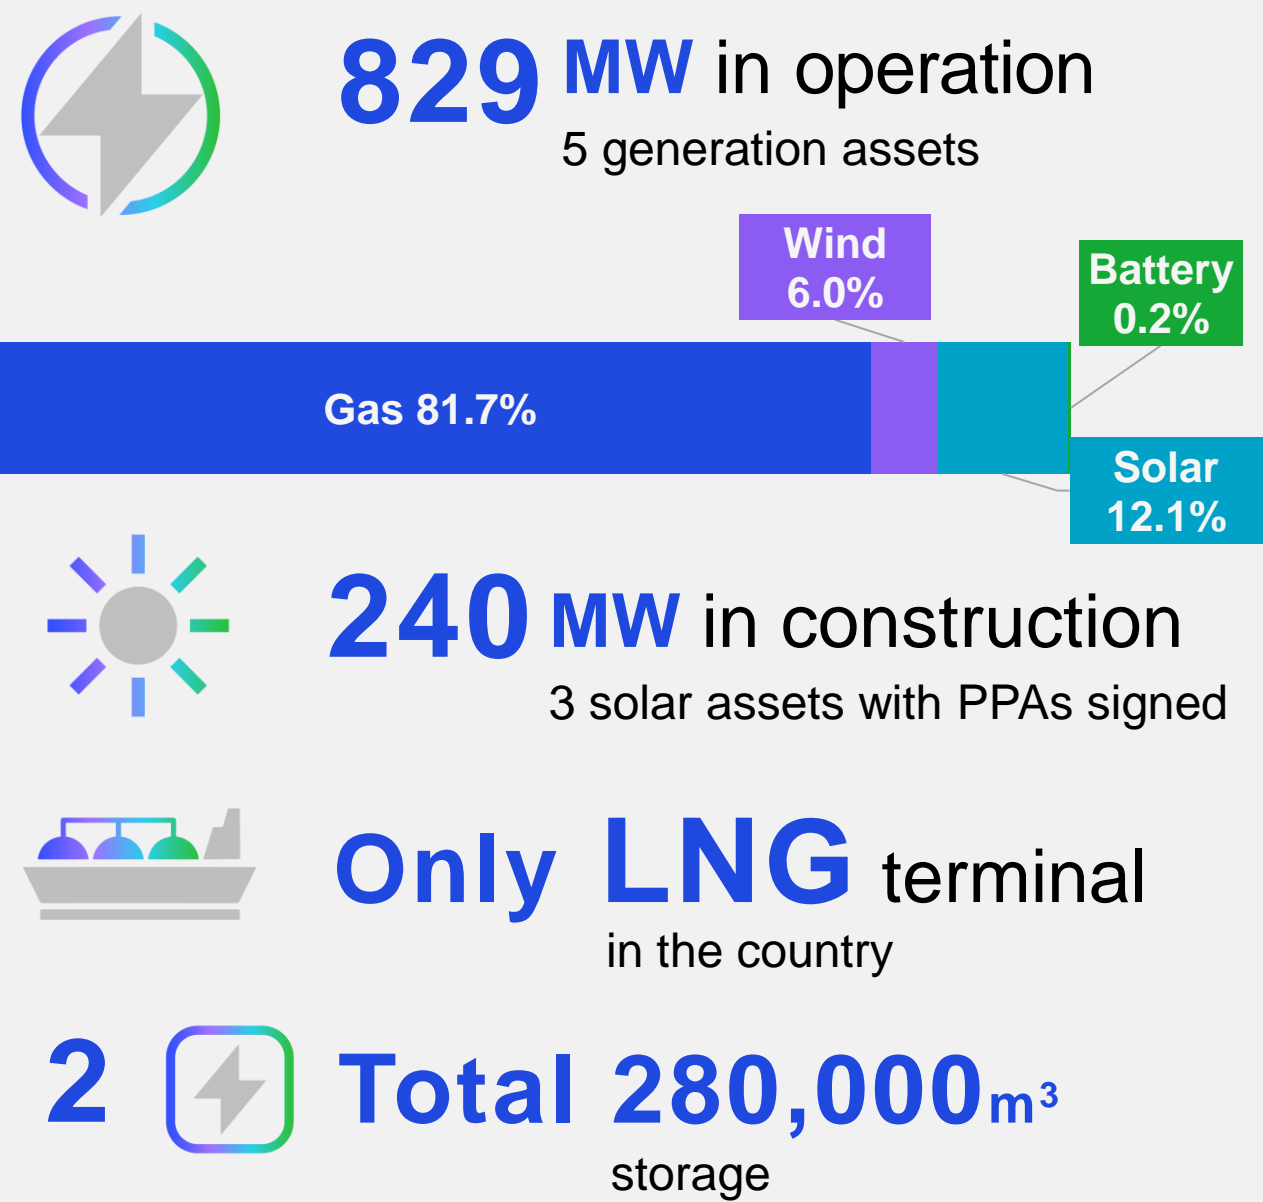 829 MW in operation
5 generation assets
Wind
6.0%
Battery
0.2%
Gas 81.7%
Solar
12.1%
240 MW in construction
3 solar assets with PPAs signed
Only LNG terminal
in the country
2 Total 280,000 m³
storage